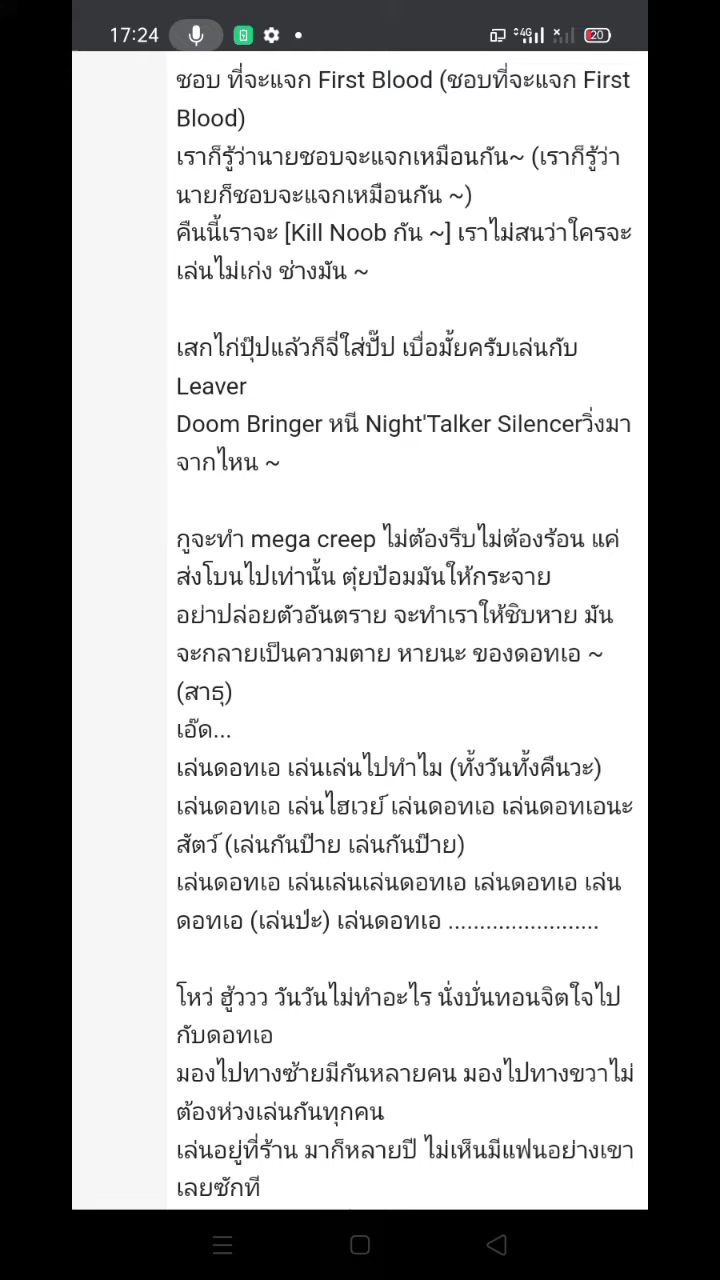 17:24
4G
20
ชอบ ที่จะแจก First Blood (ชอบที่จะแจก First
Blood)
เราก็รู้ว่านายชอบจะแจกเหมือนกัน~ (เราก็รู้ว่า
นายก็ชอบจะแจกเหมือนกัน ~)
คืนนี้เราจะ [Kill Noob กัน ~] เราไม่สนว่าใครจะ
เล่นไม่เก่ง ช่างมัน ~
เสกไก่ปุ๊ปแล้วก็จี่ใส่ปั๊ป เบื่อมั้ยครับเล่นกับ
Leaver
Doom Bringer หนี Night'Talker Silencerวิ่งมา
จากไหน ~
กูจะทำ mega creep ไม่ต้องรีบไม่ต้องร้อน แค่
ส่งโบนไปเท่านั้น ตุ๋ยป้อมมันให้กระจาย
อย่าปล่อยตัวอันตราย จะทำเราให้ชิบหาย มัน
จะกลายเป็นความตาย หายนะ ของดอทเอ ~
(สาธุ)
เอ๊ด...
เล่นดอทเอ เล่นเล่นไปทำไม (ทั้งวันทั้งคืนวะ)
เล่นดอทเอ เล่นไฮเวย์ เล่นดอทเอ เล่นดอทเอนะ
สัตว์ (เล่นกันป๊าย เล่นกันป๊าย)
เล่นดอทเอ เล่นเล่นเล่นดอทเอ เล่นดอทเอ เล่น
ดอทเอ (เล่นป่ะ) เล่นดอทเอ ........................
โหว่ ฮู้ววว วันวันไม่ทำอะไร นั่งบั่นทอนจิตใจไป
กับดอทเอ
มองไปทางซ้ายมีกันหลายคน มองไปทางขวาไม่
ต้องห่วงเล่นกันทุกคน
เล่นอยู่ที่ร้าน มาก็หลายปี ไม่เห็นมีแฟนอย่างเขา
เลยซักที